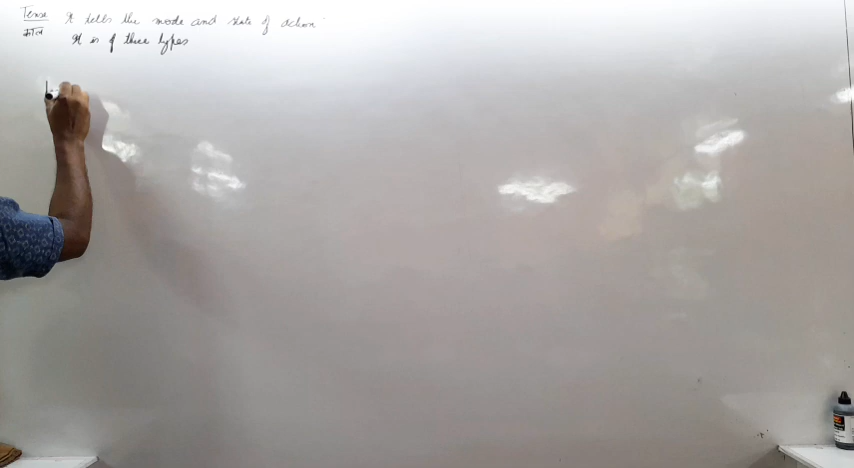 Tense It tells the mode and state of action.
It is of three types